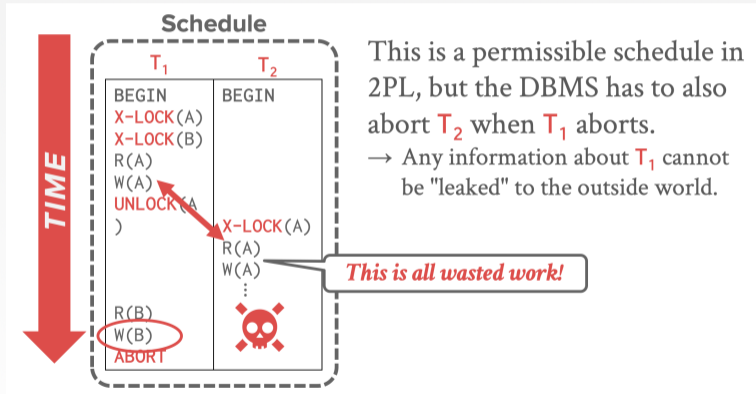 Schedule
TIME
T1 T2
BEGIN BEGIN
X-LOCK(A)
X-LOCK(B)
R(A)
W(A)
UNLOCK(A
)
X-LOCK(A)
R(A)
W(A)
⋮
R(B)
W(B)
ABORT
This is a permissible schedule in
2PL, but the DBMS has to also
abort T2 when T1 aborts.
→ Any information about T1 cannot
be "leaked" to the outside world.
This is all wasted work!